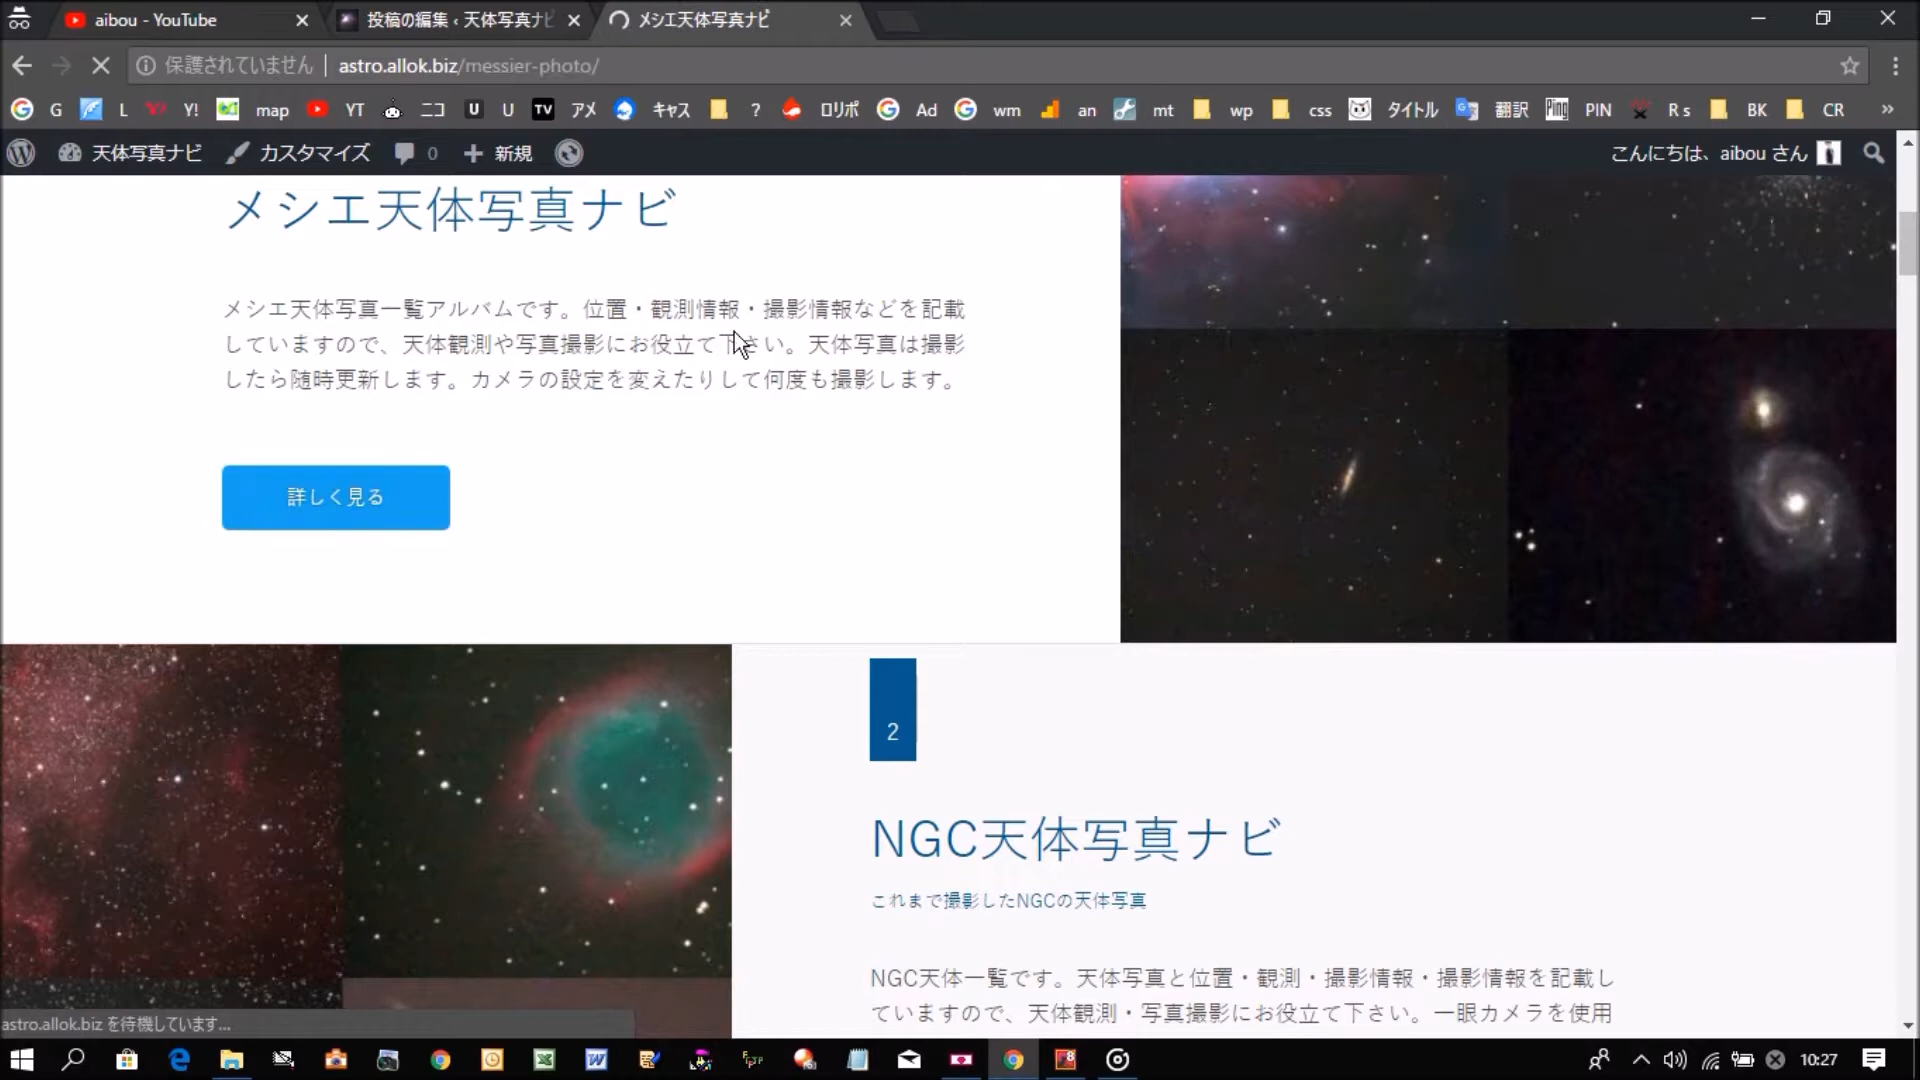 aibou - YouTube
投稿の編集 ‹ 天体写真ナビ
メシエ天体写真ナビ
保護されていません
astro.allok.biz/messier-photo/
G L Y! map YT ニコ U U TV アメ キャス ? ロリポ Ad wm an mt wp css タイトル 翻訳 Ping PIN R s BK CR »
天体写真ナビ カスタマイズ 0 新規
こんにちは、aibou さん
メシエ天体写真ナビ
メシエ天体写真一覧アルバムです。位置・観測情報・撮影情報などを記載
していますので、天体観測や写真撮影にお役立て下さい。天体写真は撮影
したら随時更新します。カメラの設定を変えたりして何度も撮影します。
詳しく見る
2
NGC天体写真ナビ
これまで撮影したNGCの天体写真
NGC天体一覧です。天体写真と位置・観測・撮影情報・撮影情報を記載し
ていますので、天体観測・写真撮影にお役立て下さい。一眼カメラを使用
astro.allok.biz を待機しています...
10:27